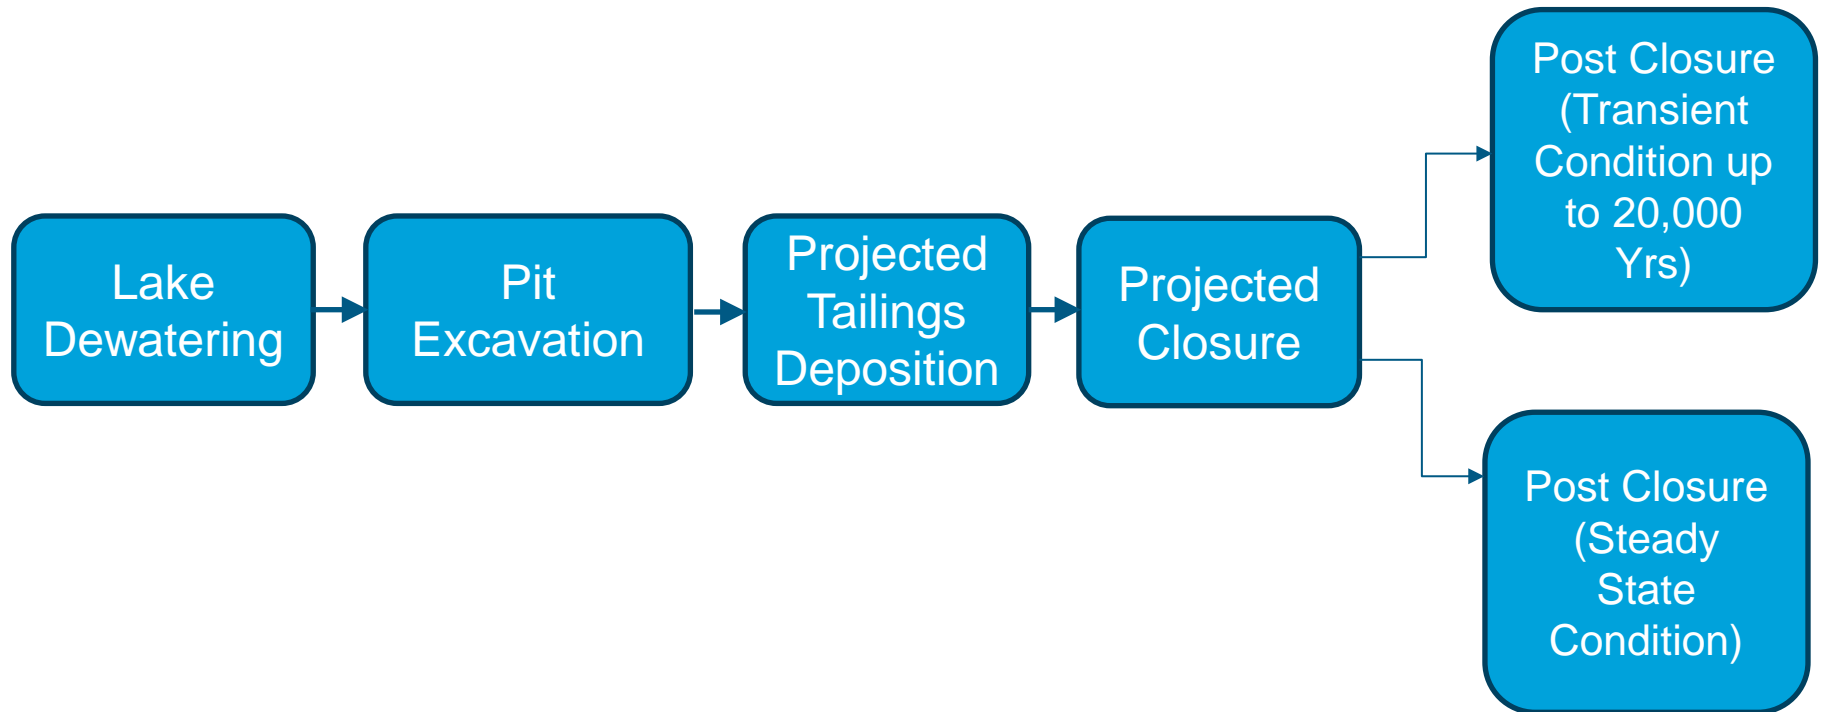 Lake
Dewatering
Pit
Excavation
Projected
Tailings
Deposition
Projected
Closure
Post Closure
(Transient
Condition up
to 20,000
Yrs)
Post Closure
(Steady
State
Condition)